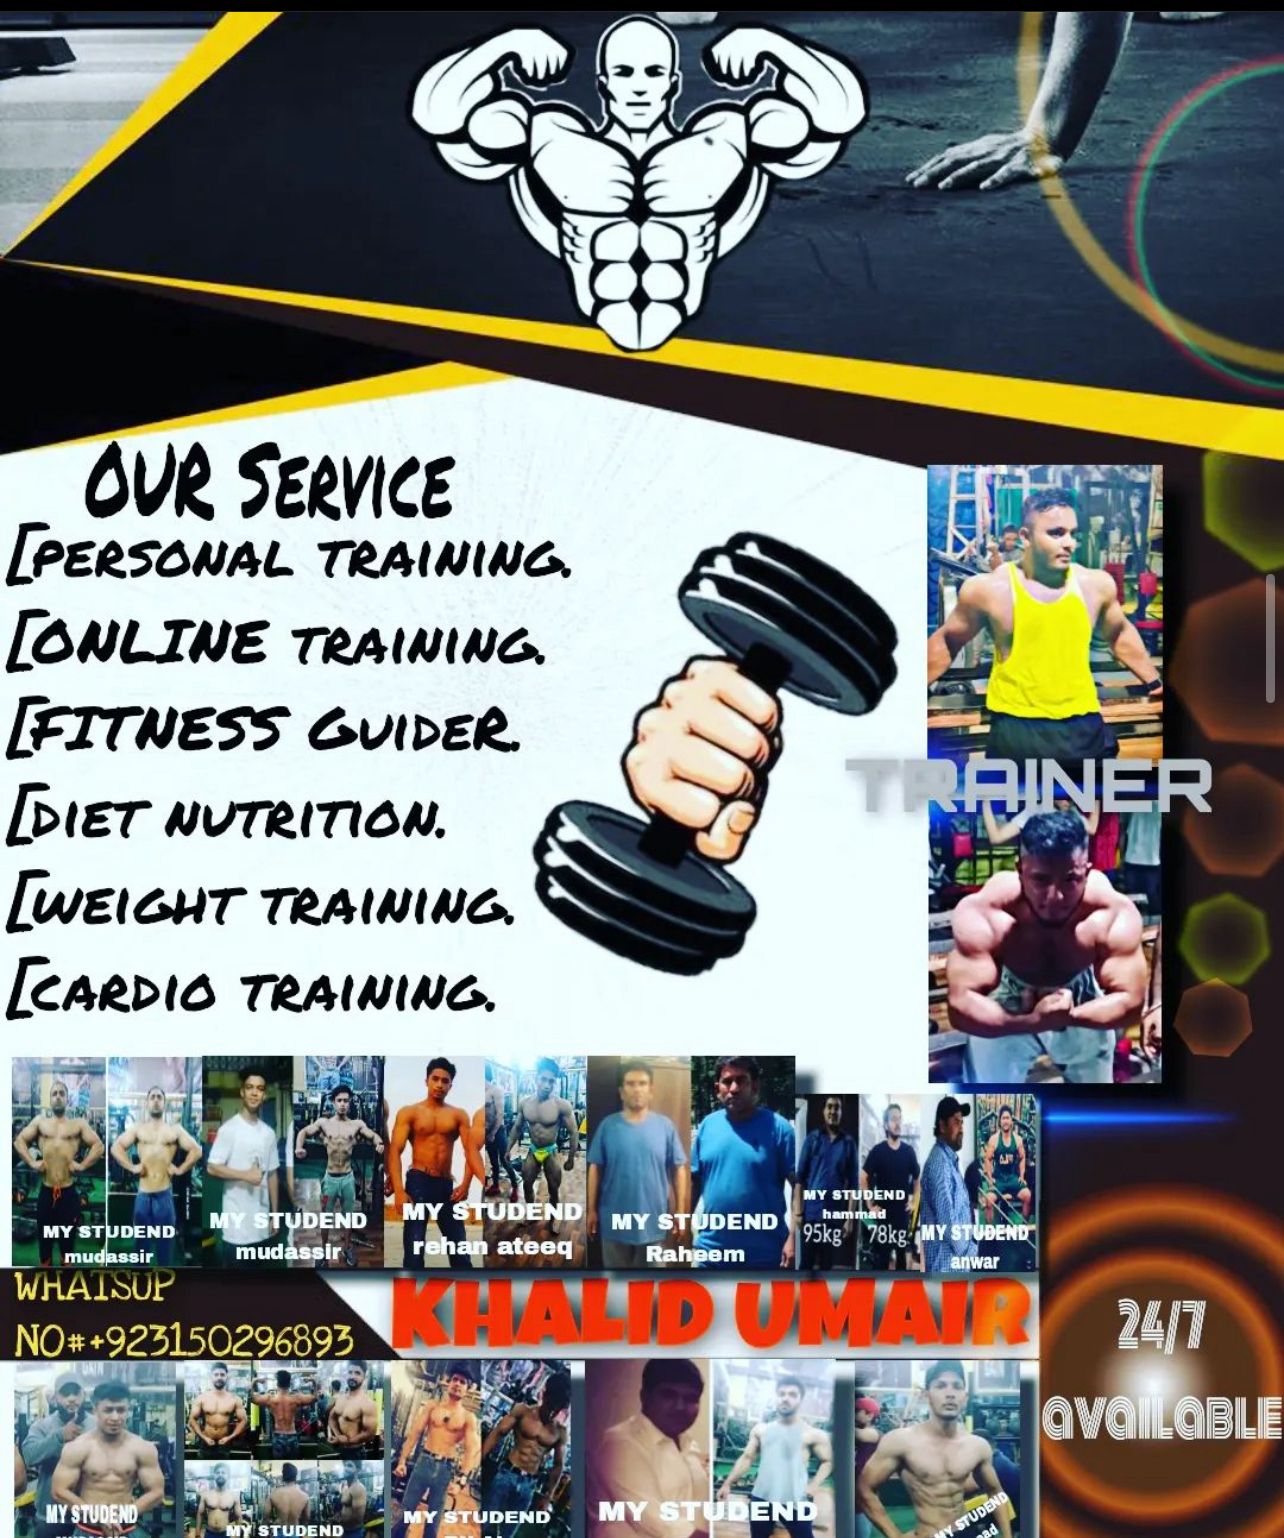 OUR SERVICE
[PERSONAL TRAINING.
[ONLINE TRAINING.
[FITNESS GUIDER.
[DIET NUTRITION.
[WEIGHT TRAINING.
[CARDIO TRAINING.
TRAINER
MY STUDEND
mudassir
MY STUDEND
mudassir
MY STUDEND
rehan ateeq
MY STUDEND
Raheem
MY STUDEND
hammad
95kg 78kg
MY STUDEND
anwar
WHATSUP
NO#+923150296893
KHALID UMAIR
24/7
AVAILABLE
MY STUDEND
MY STUDEND
MY STUDEND
MY STUDEND
MY STUDEND